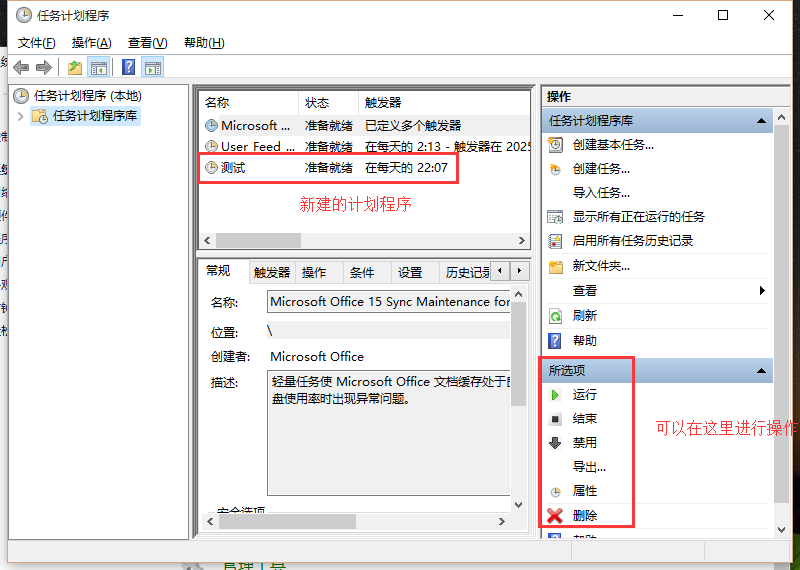 任务计划程序
文件(F) 操作(A) 查看(V) 帮助(H)
任务计划程序 (本地)
任务计划程序库
名称 状态 触发器
Microsoft ... 准备就绪 已定义多个触发器
User Feed ... 准备就绪 在每天的 2:13 - 触发器在 2025
测试 准备就绪 在每天的 22:07
新建的计划程序
常规 触发器 操作 条件 设置 历史记录
名称: Microsoft Office 15 Sync Maintenance for
位置: \
创建者: Microsoft Office
描述: 轻量任务使 Microsoft Office 文档缓存处于
盘使用率时出现异常问题。
安全选项
操作
任务计划程序库
创建基本任务...
创建任务...
导入任务...
显示所有正在运行的任务
启用所有任务历史记录
新文件夹...
查看
刷新
帮助
所选项
运行
结束
禁用
导出...
属性
删除
帮助
可以在这里进行操作
管理工具